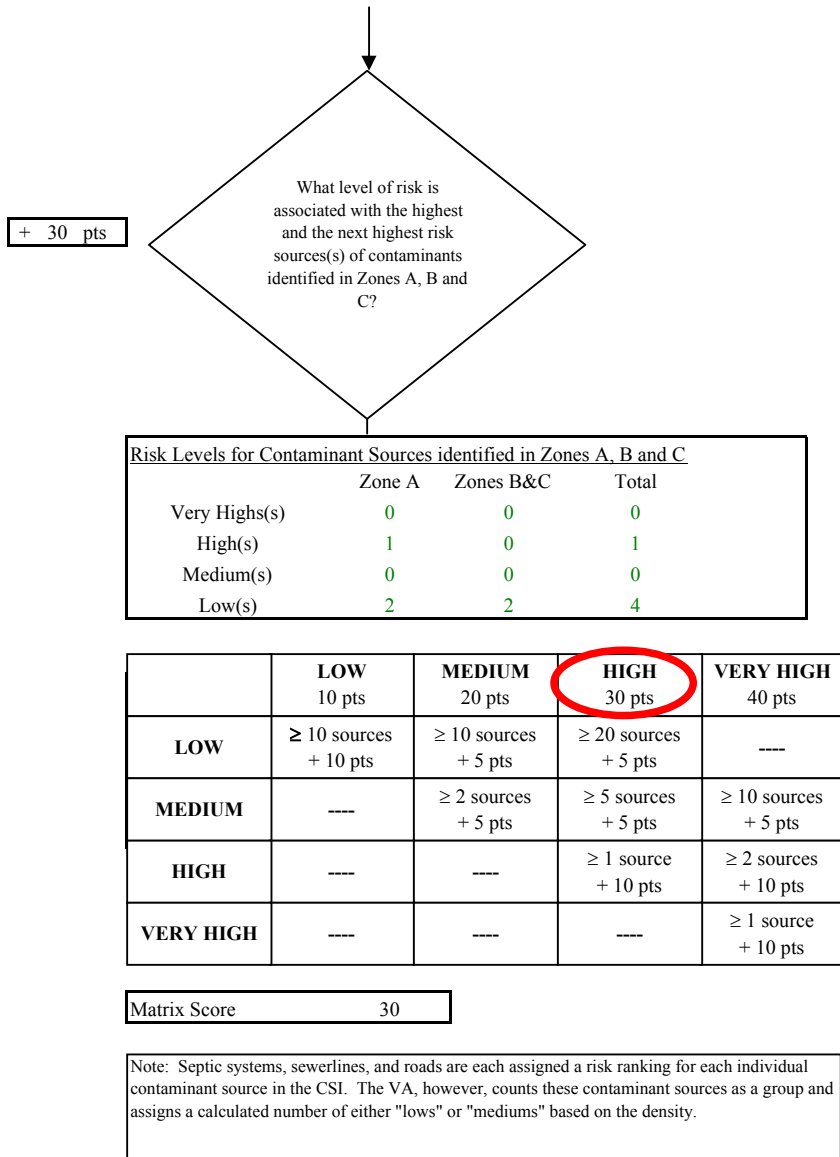 What level of risk is
associated with the highest
and the next highest risk
sources(s) of contaminants
identified in Zones A, B and
C?
+ 30 pts
Risk Levels for Contaminant Sources identified in Zones A, B and C
Zone A Zones B&C Total
Very Highs(s) 0 0 0
High(s) 1 0 1
Medium(s) 0 0 0
Low(s) 2 2 4
LOW MEDIUM HIGH VERY HIGH
10 pts 20 pts 30 pts 40 pts
LOW ≥ 10 sources ≥ 10 sources ≥ 20 sources ----
+ 10 pts + 5 pts + 5 pts
MEDIUM ---- ≥ 2 sources ≥ 5 sources ≥ 10 sources
+ 5 pts + 5 pts + 5 pts
HIGH ---- ---- ≥ 1 source ≥ 2 sources
+ 10 pts + 10 pts
VERY HIGH ---- ---- ---- ≥ 1 source
+ 10 pts
Matrix Score 30
Note: Septic systems, sewerlines, and roads are each assigned a risk ranking for each individual
contaminant source in the CSI. The VA, however, counts these contaminant sources as a group and
assigns a calculated number of either "lows" or "mediums" based on the density.